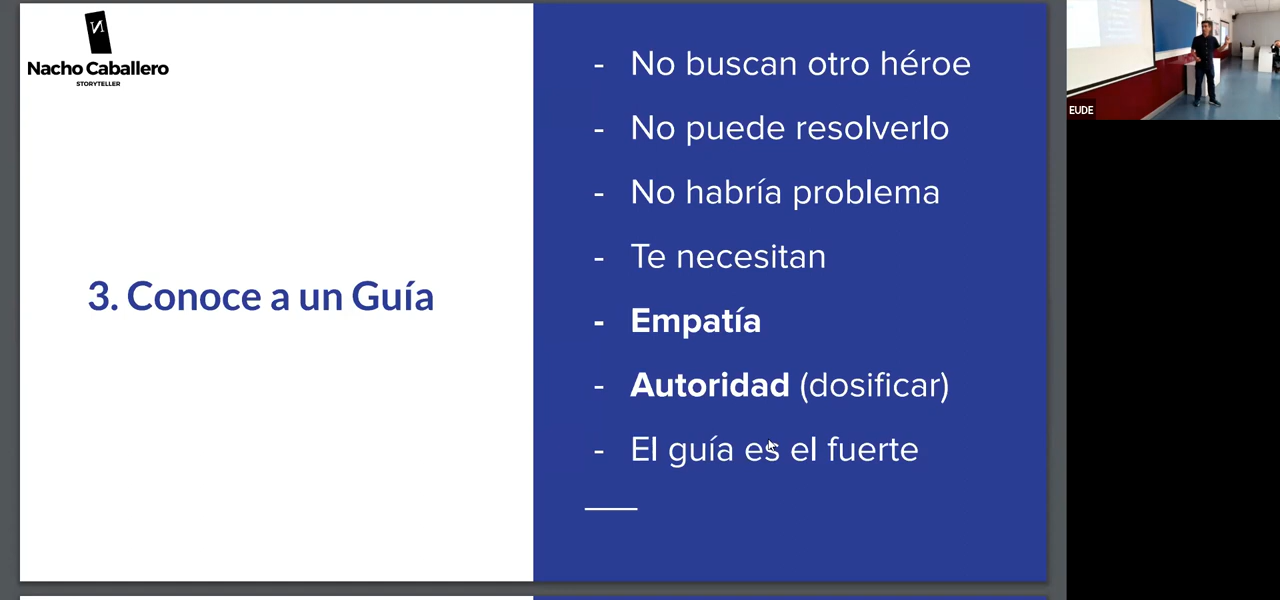 Nacho Caballero
STORYTELLER
3. Conoce a un Guía
- No buscan otro héroe
- No puede resolverlo
- No habría problema
- Te necesitan
- Empatía
- Autoridad (dosificar)
- El guía es el fuerte
EUDE